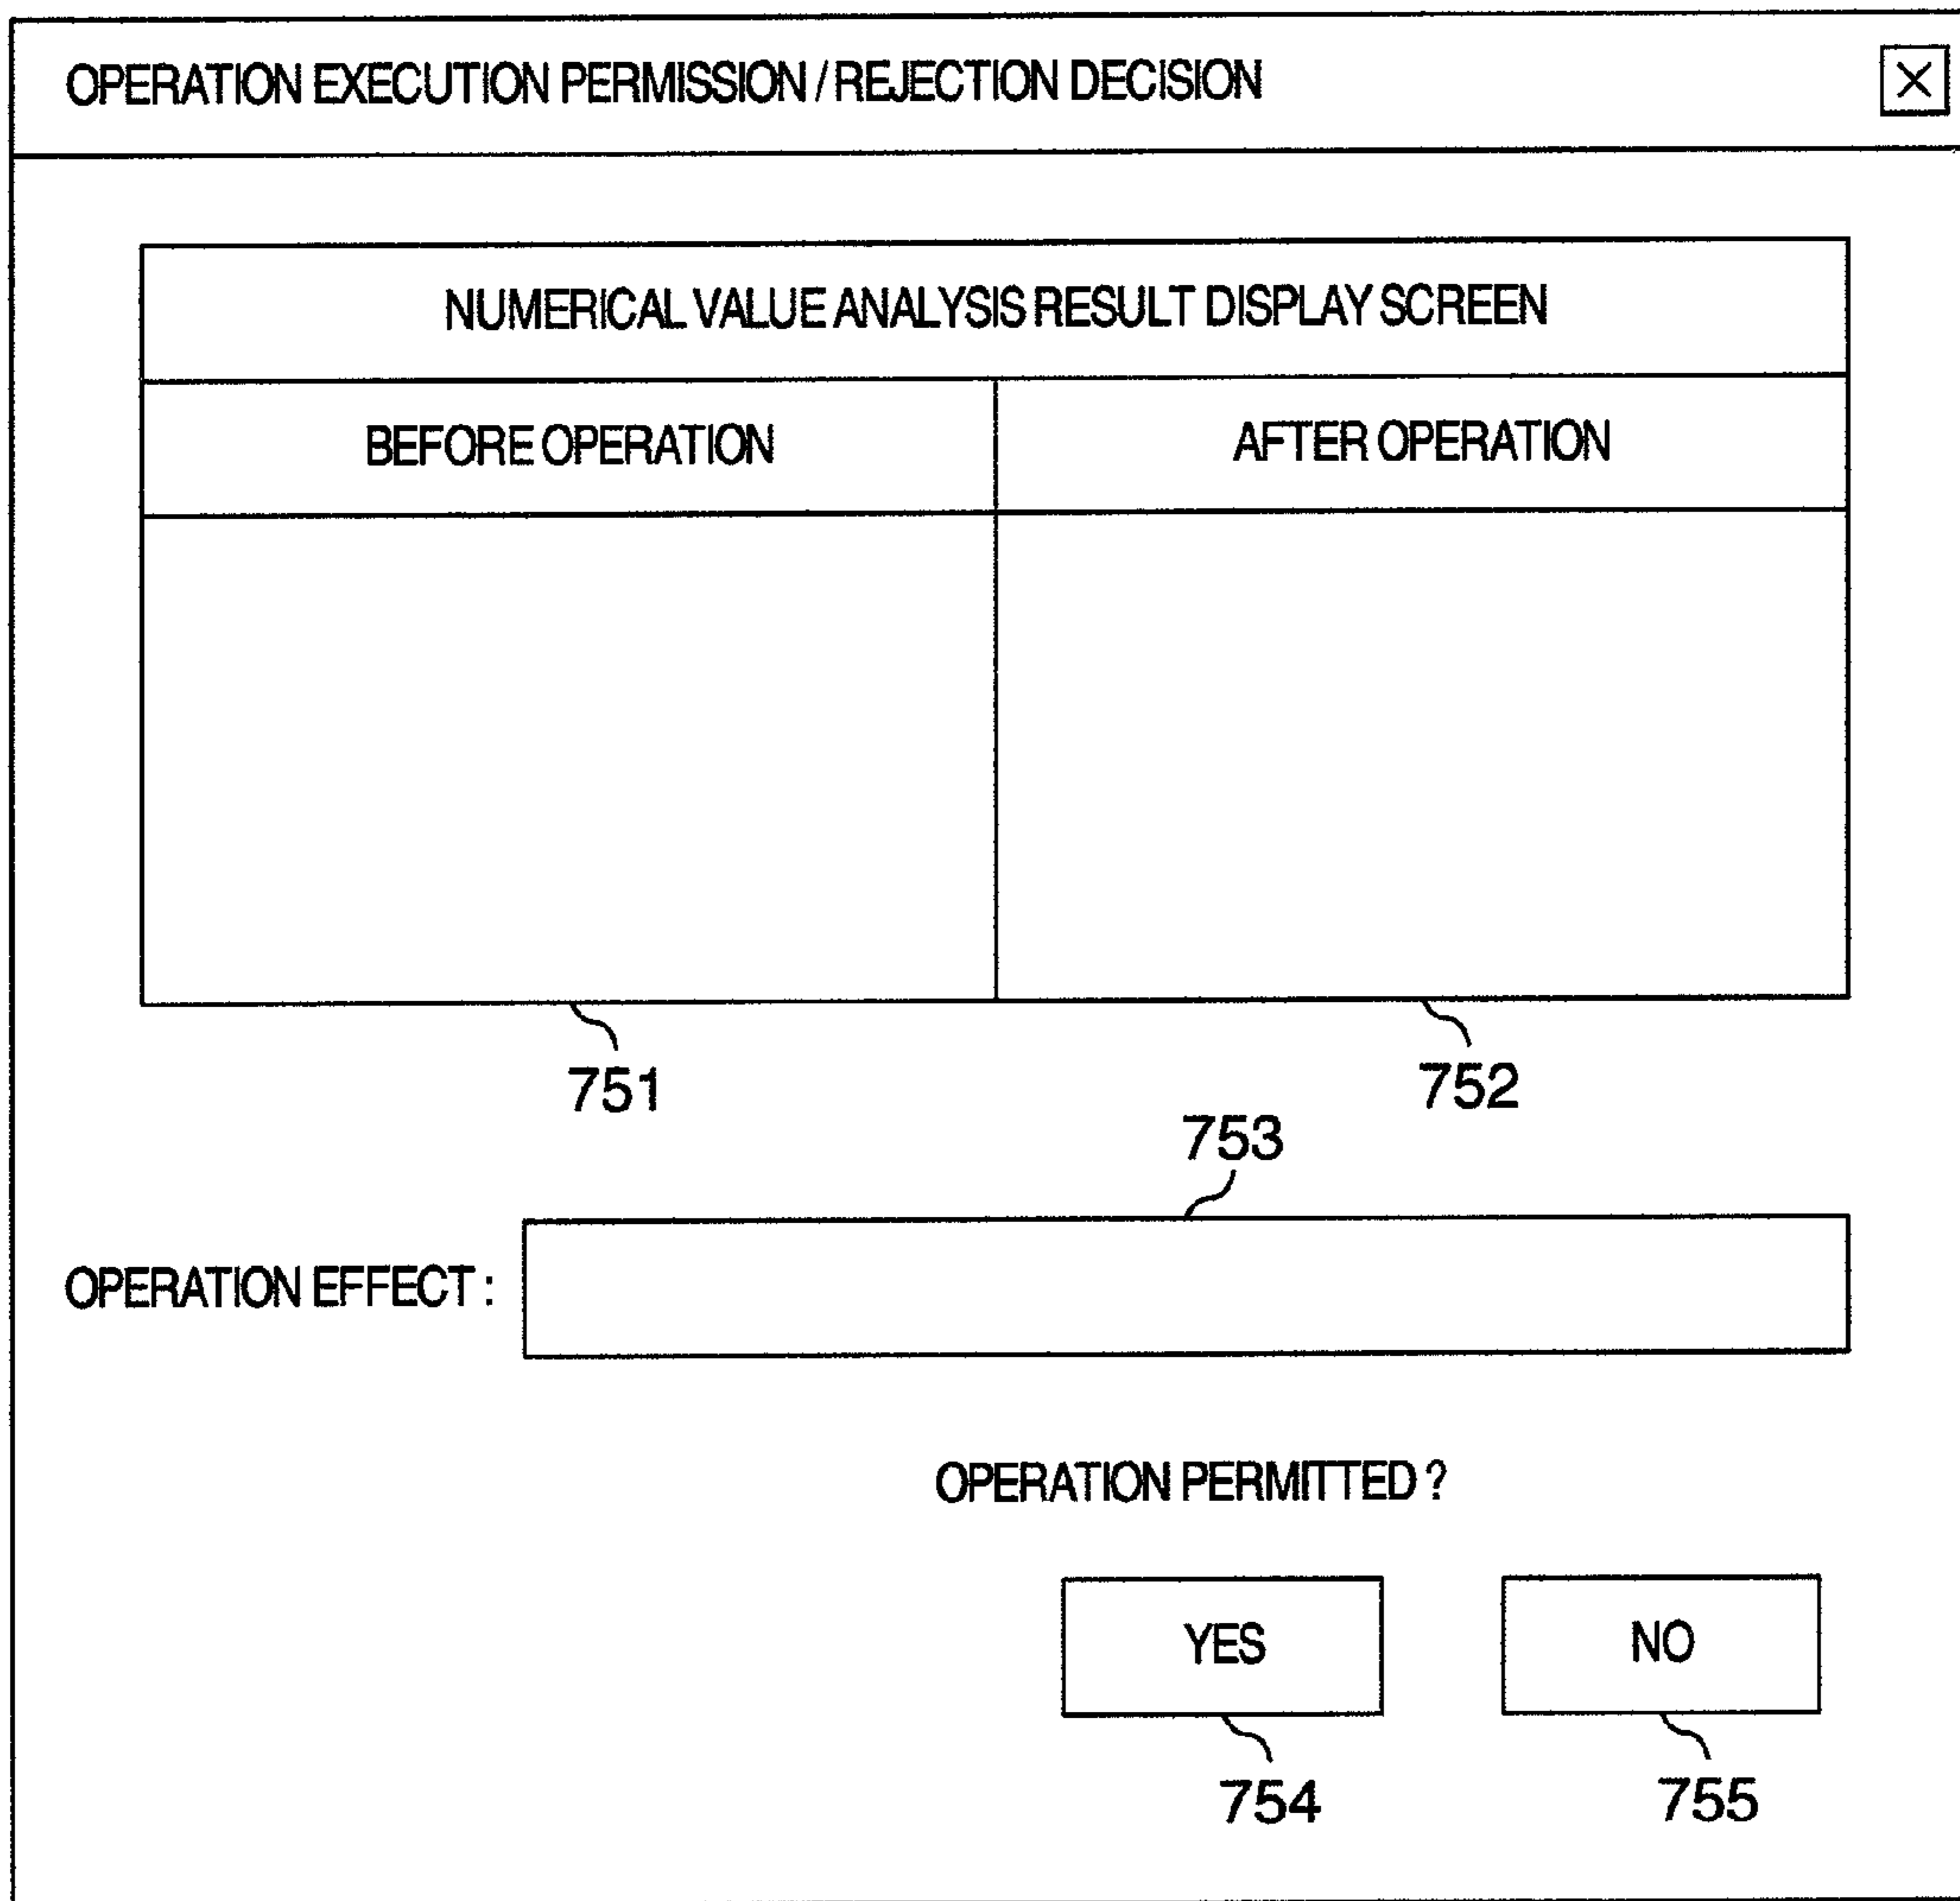 OPERATION EXECUTION PERMISSION / REJECTION DECISION
X
NUMERICAL VALUE ANALYSIS RESULT DISPLAY SCREEN
BEFORE OPERATION
AFTER OPERATION
751
752
753
OPERATION EFFECT :
OPERATION PERMITTED ?
YES
NO
754
755